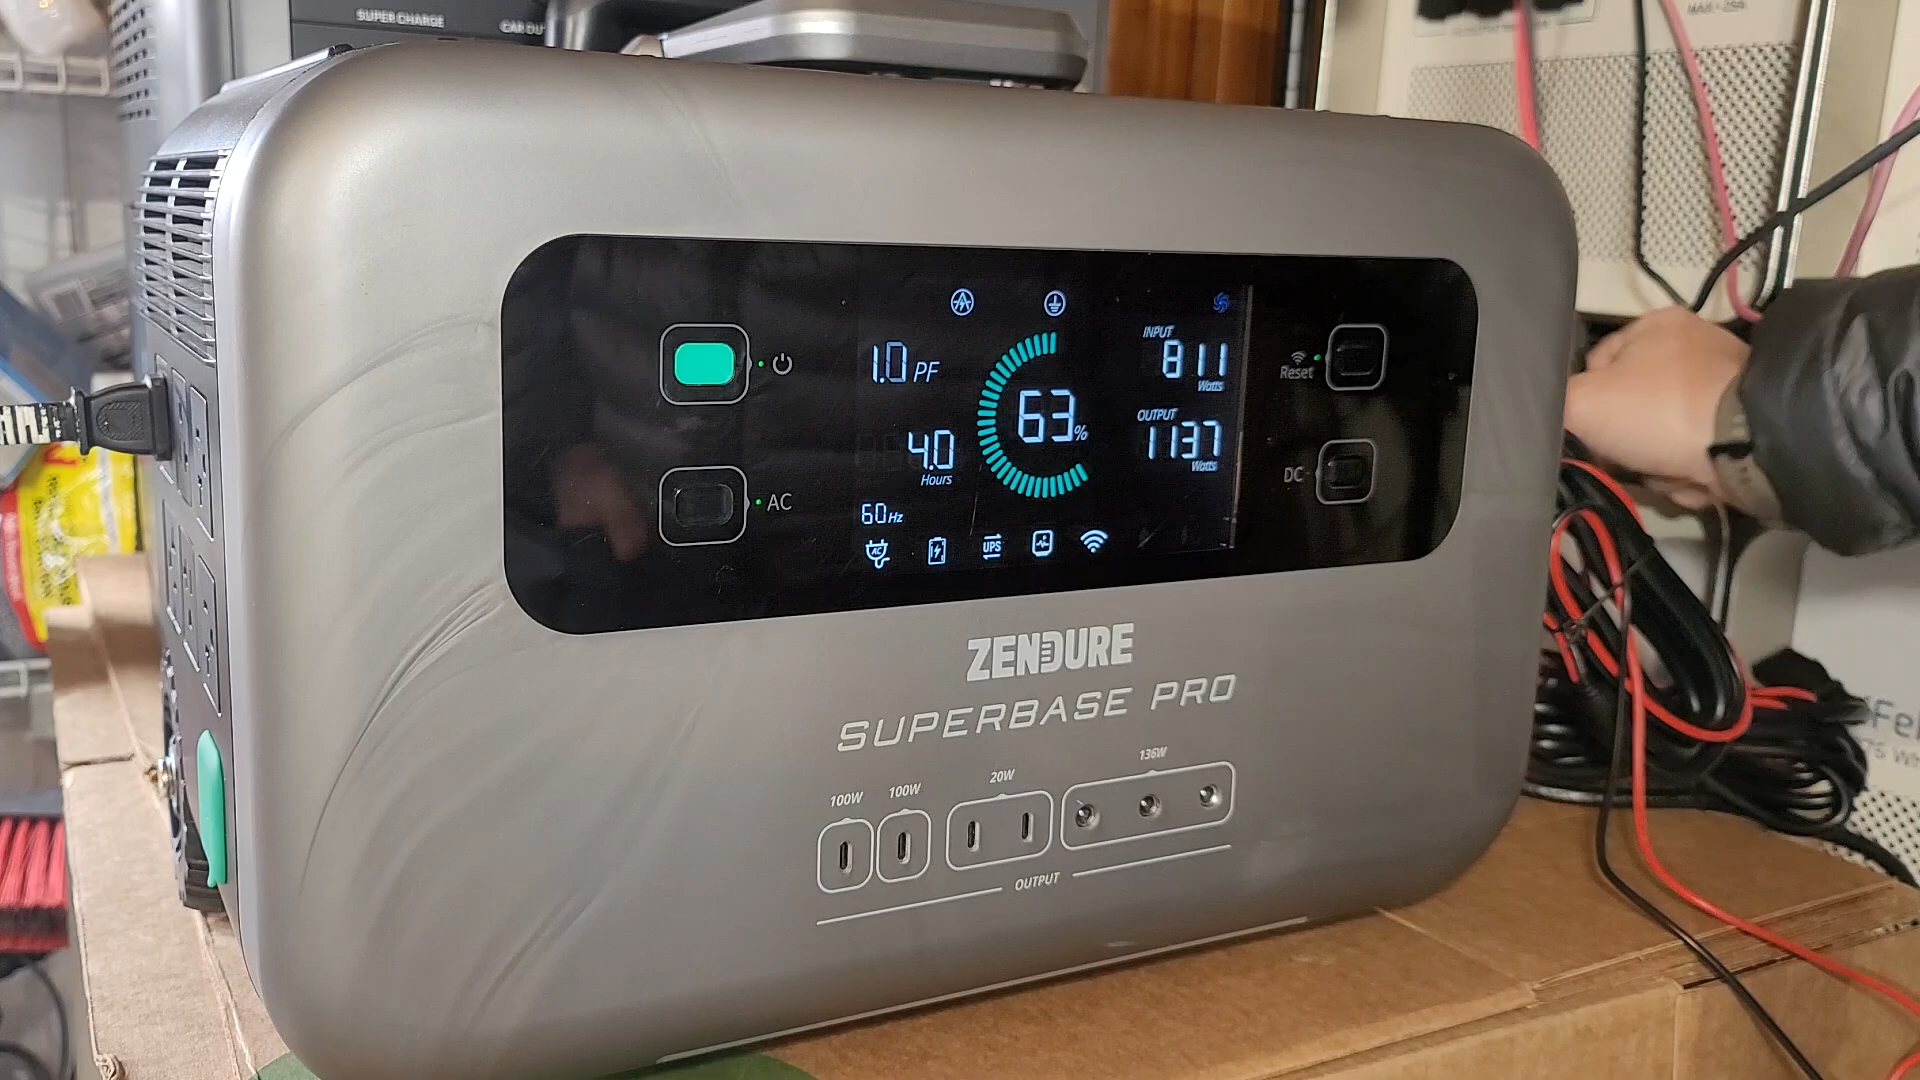 SUPER CHARGE
1.0 PF
4.0
Hours
60Hz
AC
UPS
63%
INPUT
811
Watts
OUTPUT
1137
Watts
AC
Reset
DC
ZENDURE
SUPERBASE PRO
100W
100W
20W
136W
OUTPUT